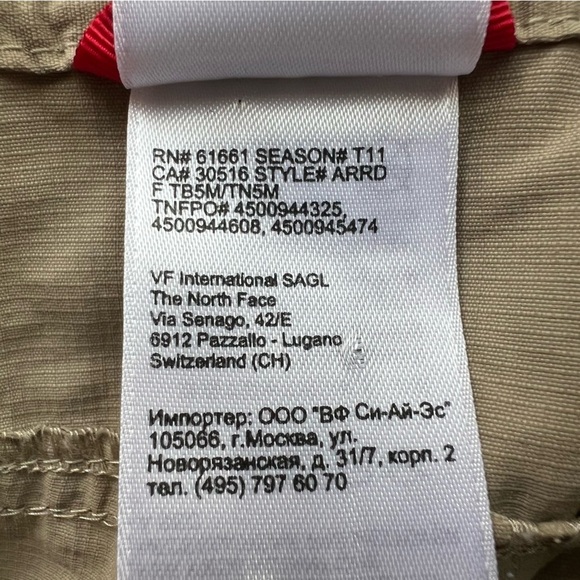 RN# 61661 SEASON# T11
CA# 30516 STYLE# ARRD
F TB5M/TN5M
TNFPO# 4500944325,
4500944608, 4500945474
VF International SAGL
The North Face
Via Senago, 42/E
6912 Pazzallo - Lugano
Switzerland (CH)
Импортер: ООО "ВФ Си-Ай-Эс"
105066, г.Москва, ул.
Новорязанская, д. 31/7, корп. 2
тел. (495) 797 60 70